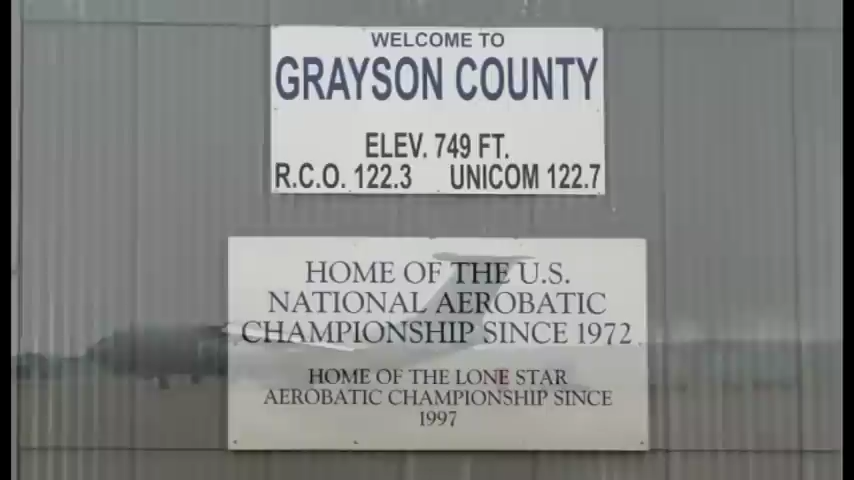 WELCOME TO
GRAYSON COUNTY
ELEV. 749 FT.
R.C.O. 122.3 UNICOM 122.7
HOME OF THE U.S.
NATIONAL AEROBATIC
CHAMPIONSHIP SINCE 1972
HOME OF THE LONE STAR
AEROBATIC CHAMPIONSHIP SINCE
1997